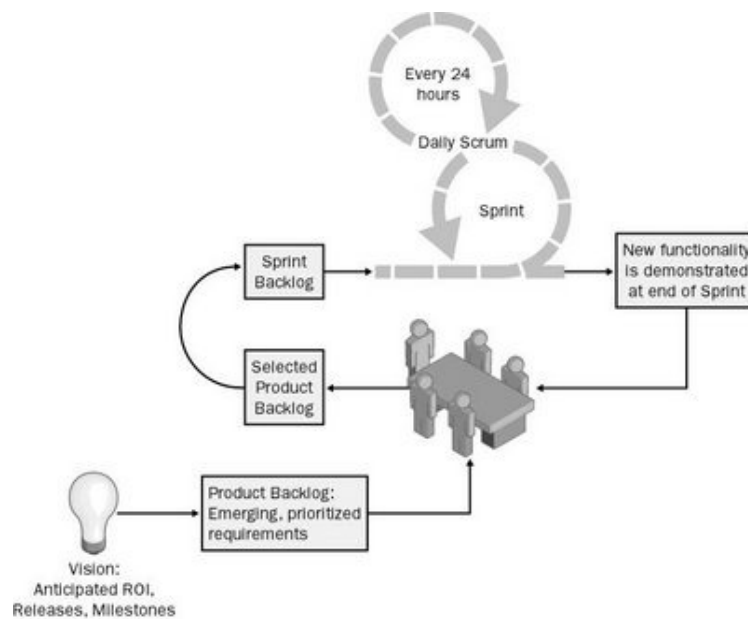 Every 24
hours
Daily Scrum
Sprint
Sprint
Backlog
New functionality
is demonstrated
at end of Sprint
Selected
Product
Backlog
Product Backlog:
Emerging, prioritized
requirements
Vision:
Anticipated ROI,
Releases, Milestones